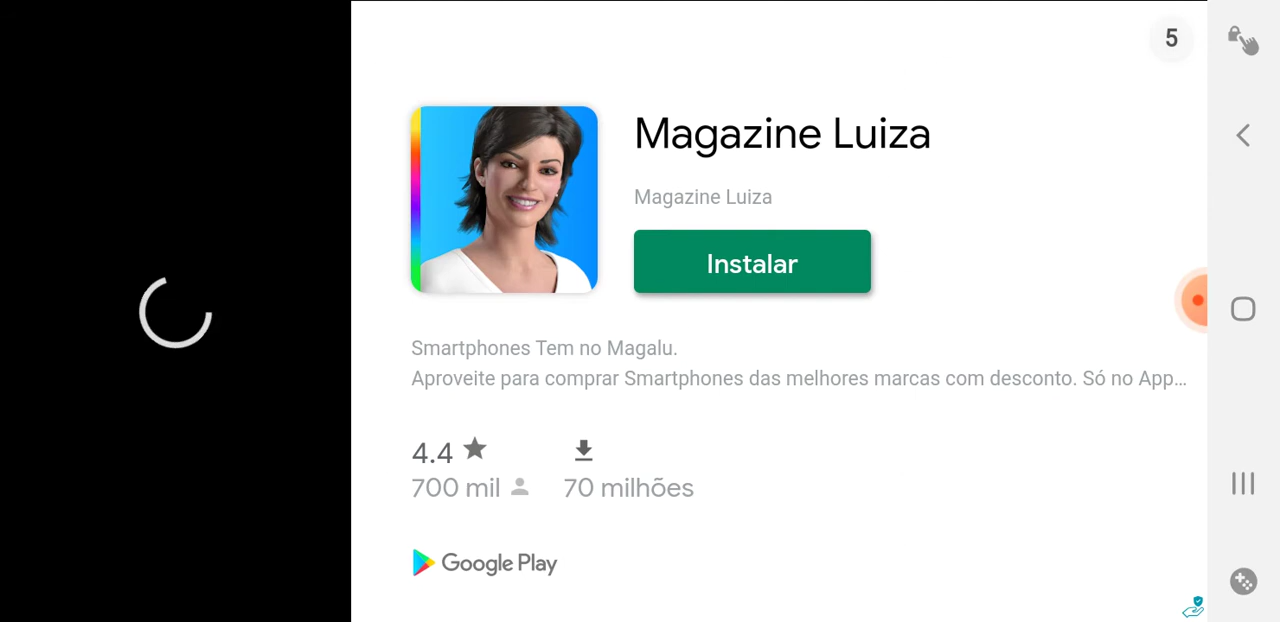 5
Magazine Luiza
Magazine Luiza
Instalar
Smartphones Tem no Magalu.
Aproveite para comprar Smartphones das melhores marcas com desconto. Só no App…
4.4
700 mil
70 milhões
Google Play